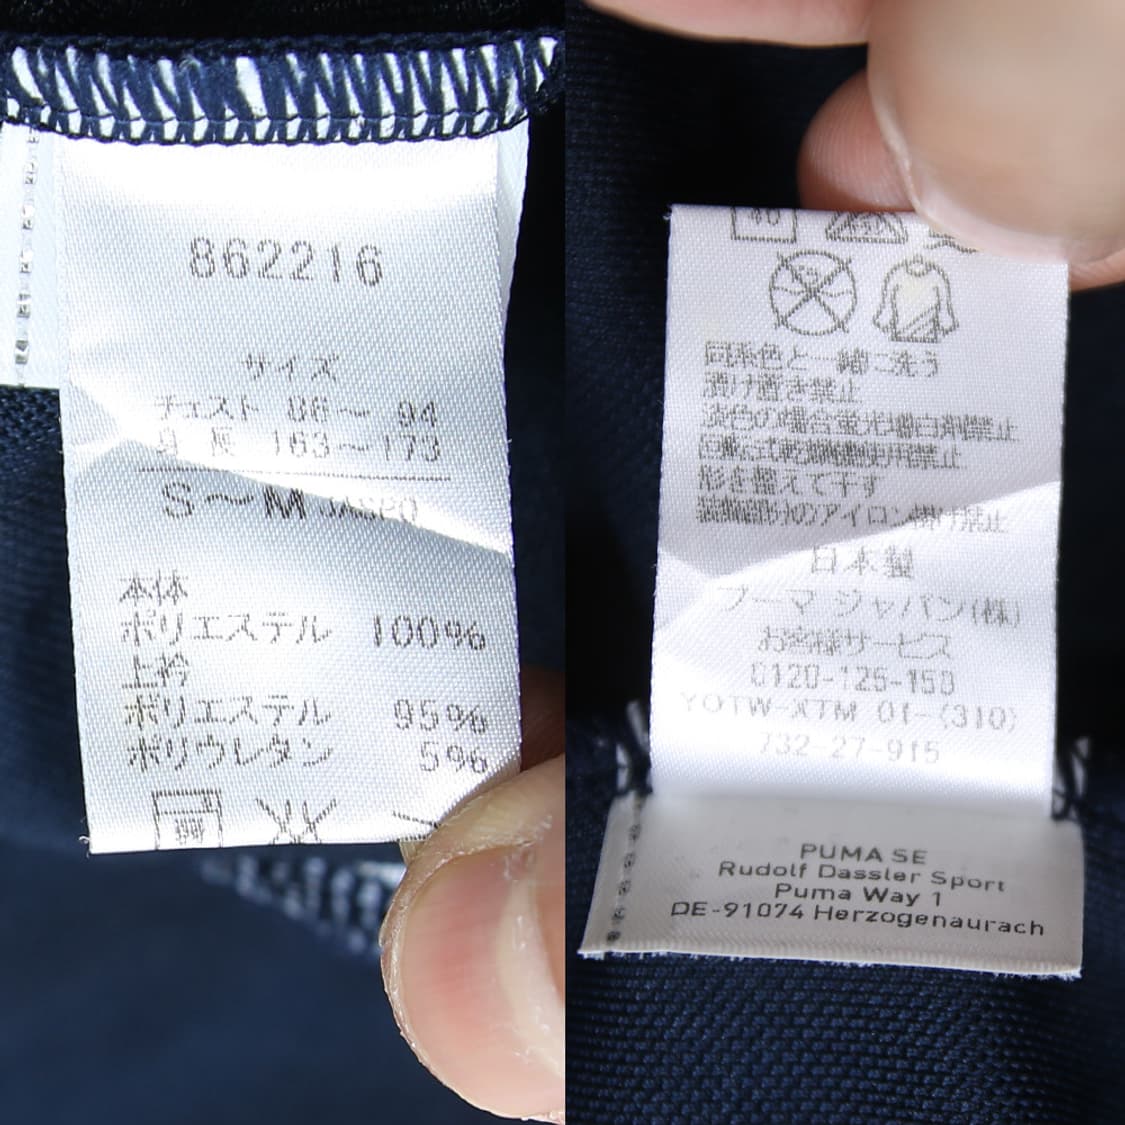 862216
サイズ
チェスト 86～ 94
身 長 163～173
S～M JASPO
本体
ポリエステル 100%
上衿
ポリエステル 95%
ポリウレタン 5%
40
同系色と一緒に洗う
漬け置き禁止
淡色の場合蛍光増白剤禁止
回転式乾燥機使用禁止
形を整えて干す
装飾部分のアイロン掛け禁止
日本製
プーマ ジャパン(株)
お客様サービス
0120-125-150
YOTW-XTM 01-(310)
732-27-915
PUMA SE
Rudolf Dassler Sport
Puma Way 1
DE-91074 Herzogenaurach